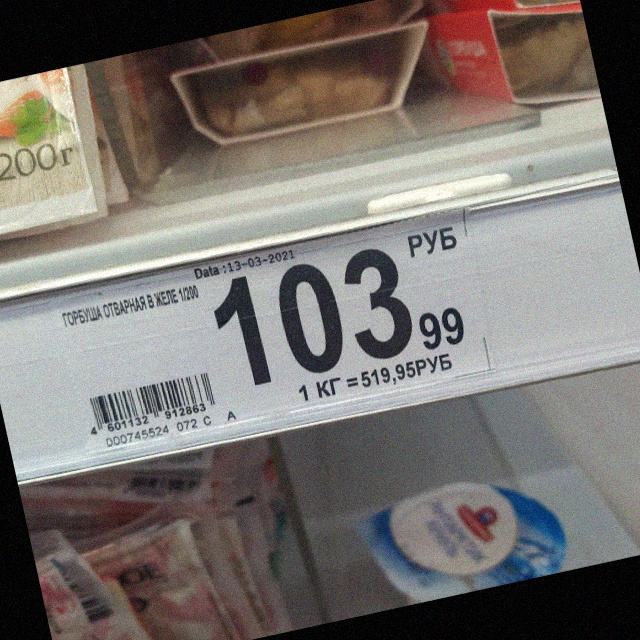 200г
Data :13-03-2021
ГОРБУША ОТВАРНАЯ В ЖЕЛЕ 1/200
103 99 РУБ
1 КГ =519,95РУБ
4 601132 912863
000745524 072 С А